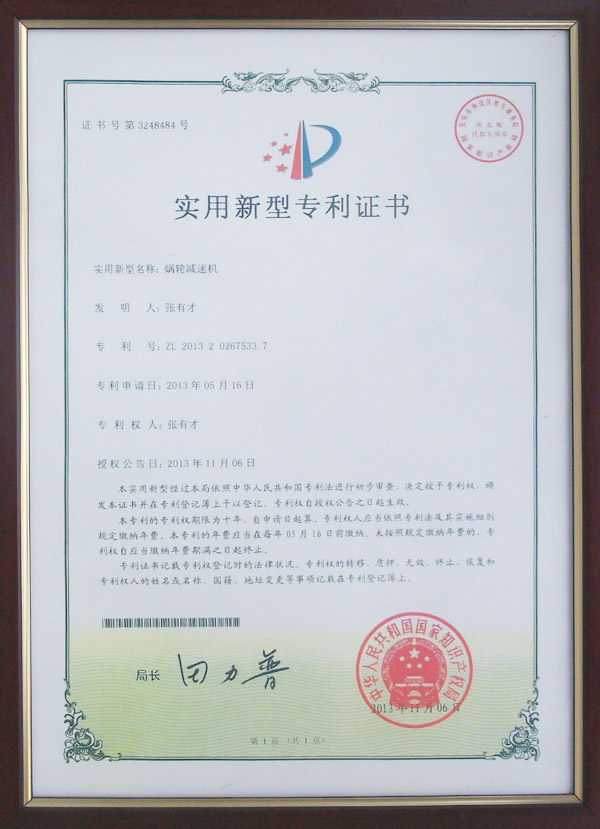 证书号第3248484号
代权专用章
实用新型专利证书
实用新型名称：蜗轮减速机
发明人：张有才
专利号：ZL 2013 2 0267533.7
专利申请日：2013年05月16日
专利权人：张有才
授权公告日：2013年11月06日
本实用新型经过本局依照中华人民共和国专利法进行初步审查，决定授予专利权，颁
发本证书并在专利登记簿上予以登记。专利权自授权公告之日起生效。
本专利的专利权期限为十年，自申请日起算。专利权人应当依照专利法及其实施细则
规定缴纳年费。本专利的年费应当在每年05月16日前缴纳。未按照规定缴纳年费的，专
利权自应当缴纳年费期满之日起终止。
专利证书记载专利权登记时的法律状况。专利权的转移、质押、无效、终止、恢复和
专利权人的姓名或名称、国籍、地址变更等事项记载在专利登记簿上。
局长
田力普
中华人民共和国国家知识产权局
2013年11月06日
第1页（共1页）